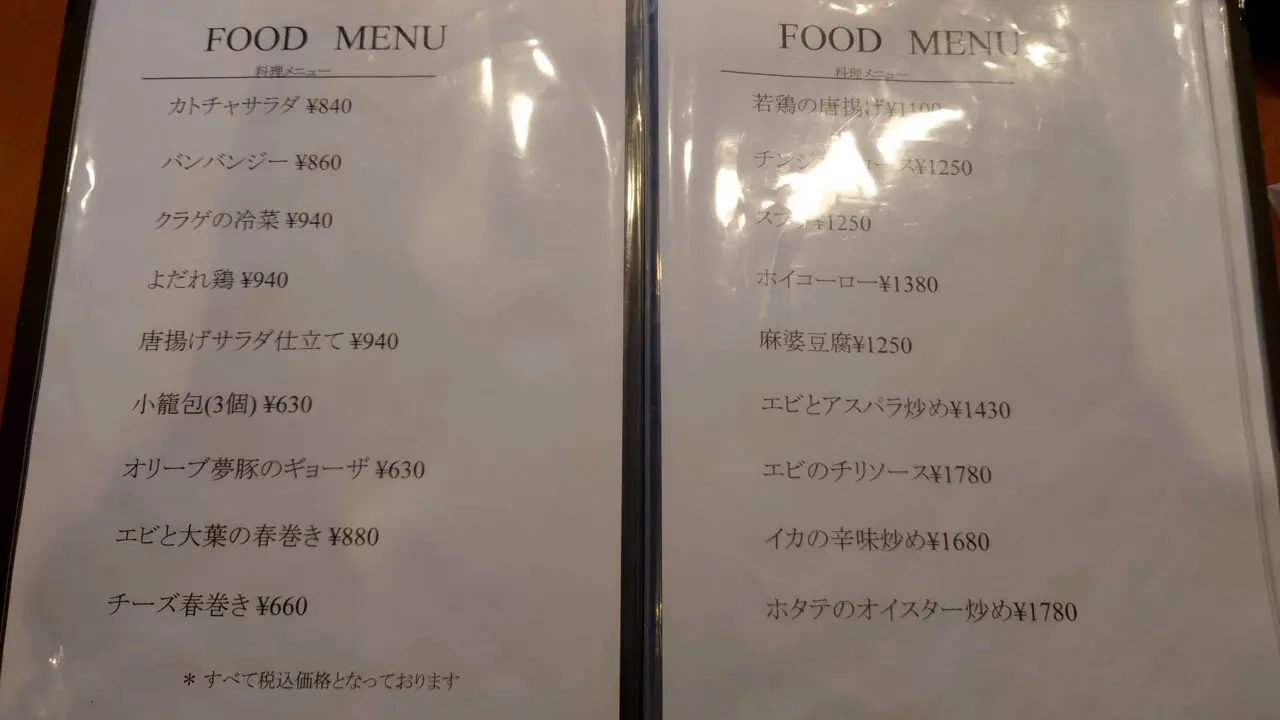 FOOD MENU
料理メニュー
カトチャサラダ ¥840
バンバンジー ¥860
クラゲの冷菜 ¥940
よだれ鶏 ¥940
唐揚げサラダ仕立て ¥940
小籠包(3個) ¥630
オリーブ夢豚のギョーザ ¥630
エビと大葉の春巻き ¥880
チーズ春巻き ¥660
* すべて税込価格となっております
FOOD MENU
料理メニュー
若鶏の唐揚げ¥1100
¥1250
¥1250
ホイコーロー¥1380
麻婆豆腐¥1250
エビとアスパラ炒め¥1430
エビのチリソース¥1780
イカの辛味炒め¥1680
ホタテのオイスター炒め¥1780